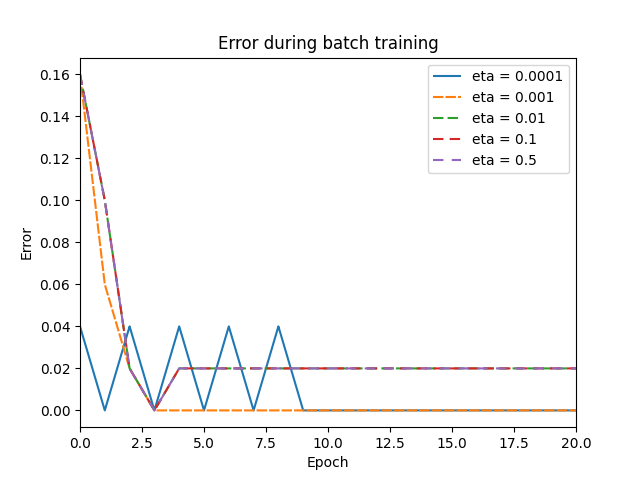 Error during batch training
eta = 0.0001
eta = 0.001
eta = 0.01
eta = 0.1
eta = 0.5
Error
0.16
0.14
0.12
0.10
0.08
0.06
0.04
0.02
0.00
0.0 2.5 5.0 7.5 10.0 12.5 15.0 17.5 20.0
Epoch